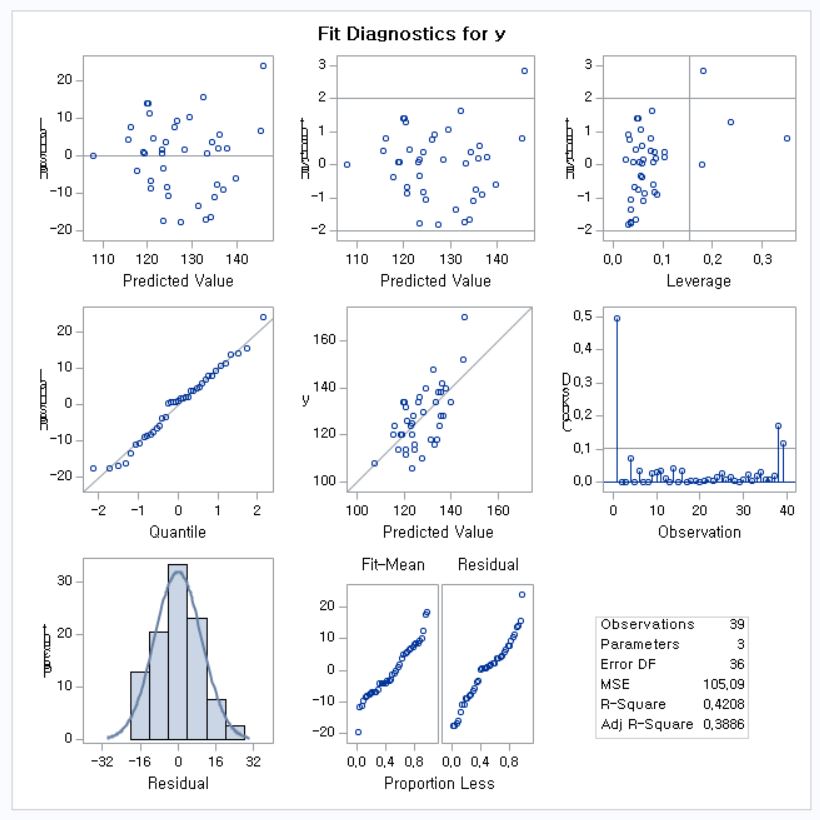 Fit Diagnostics for y
20
10
0
-10
-20
110 120 130 140
Predicted Value
3
2
1
0
-1
-2
110 120 130 140
Predicted Value
3
2
1
0
-1
-2
0,0 0,1 0,2 0,3
Leverage
20
10
0
-10
-20
-2 -1 0 1 2
Quantile
y
160
140
120
100
100 120 140 160
Predicted Value
0,5
0,4
0,3
0,2
0,1
0,0
0 10 20 30 40
Observation
30
20
10
0
-32 -16 0 16 32
Residual
Fit-Mean Residual
20
10
0
-10
-20
0,0 0,4 0,8 0,0 0,4 0,8
Proportion Less
Observations 39
Parameters 3
Error DF 36
MSE 105,09
R-Square 0,4208
Adj R-Square 0,3886